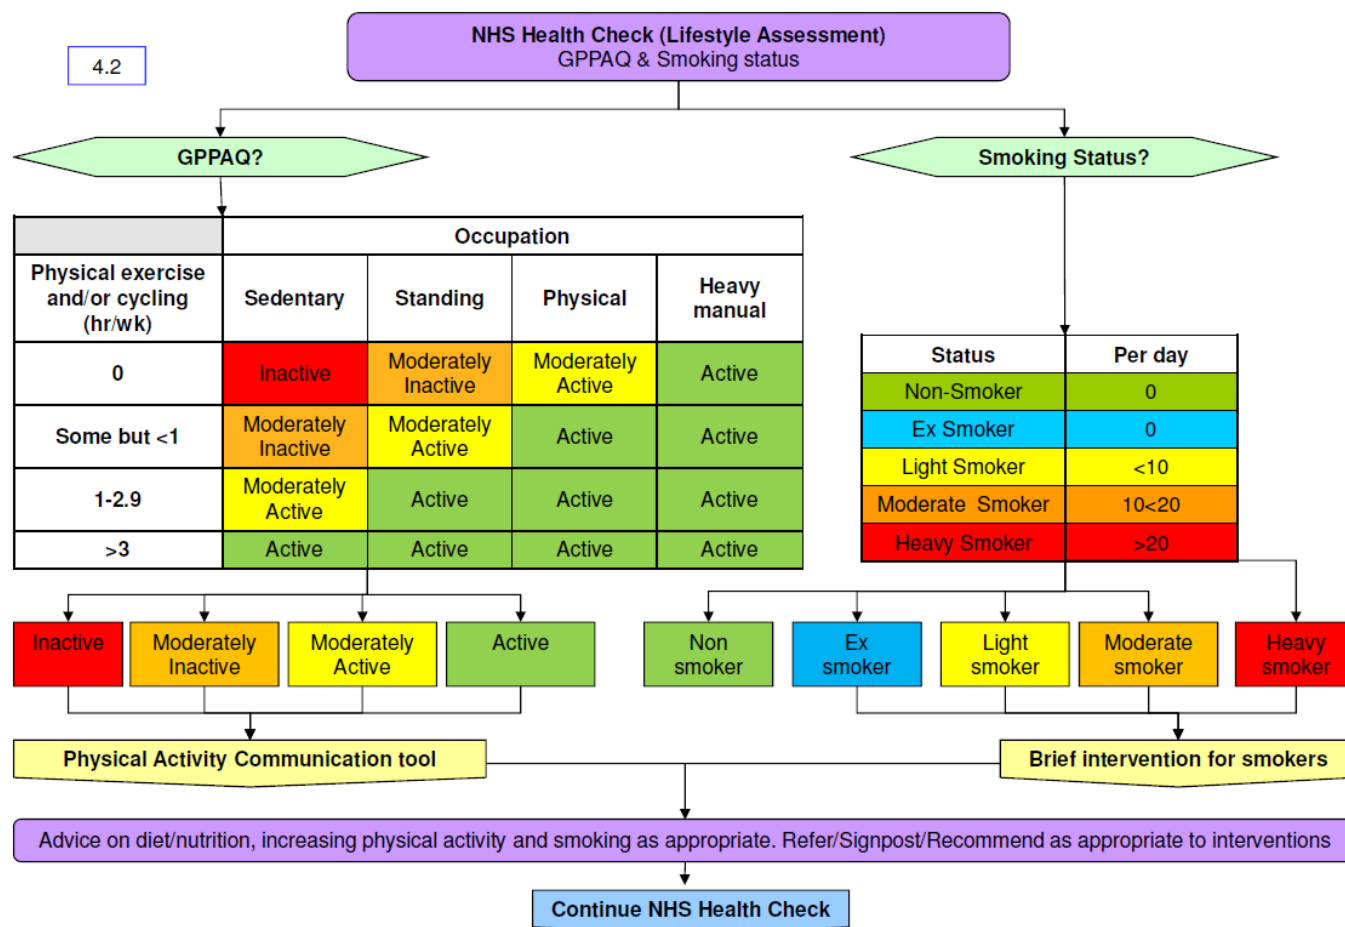 4.2
NHS Health Check (Lifestyle Assessment)
GPPAQ & Smoking status
GPPAQ?
Smoking Status?
Occupation
Physical exercise
and/or cycling
(hr/wk)
Sedentary
Standing
Physical
Heavy
manual
0
Inactive
Moderately
Inactive
Moderately
Active
Active
Some but <1
Moderately
Inactive
Moderately
Active
Active
Active
1-2.9
Moderately
Active
Active
Active
Active
>3
Active
Active
Active
Active
Status
Per day
Non-Smoker
0
Ex Smoker
0
Light Smoker
<10
Moderate Smoker
10<20
Heavy Smoker
>20
Inactive
Moderately
Inactive
Moderately
Active
Active
Non
smoker
Ex
smoker
Light
smoker
Moderate
smoker
Heavy
smoker
Physical Activity Communication tool
Brief intervention for smokers
Advice on diet/nutrition, increasing physical activity and smoking as appropriate. Refer/Signpost/Recommend as appropriate to interventions
Continue NHS Health Check